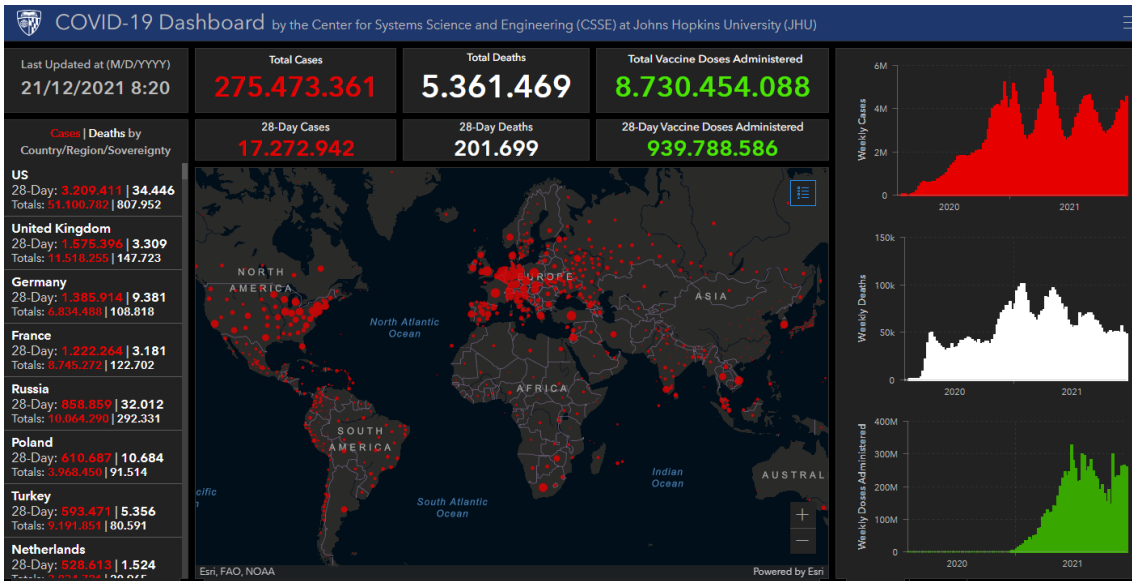 COVID-19 Dashboard by the Center for Systems Science and Engineering (CSSE) at Johns Hopkins University (JHU)
Last Updated at (M/D/YYYY)
21/12/2021 8:20
Cases | Deaths by
Country/Region/Sovereignty
US
28-Day: 3.209.411 | 34.446
Totals: 51.100.782 | 807.952
United Kingdom
28-Day: 1.575.396 | 3.309
Totals: 11.518.255 | 147.723
Germany
28-Day: 1.385.914 | 9.381
Totals: 6.834.488 | 108.818
France
28-Day: 1.222.264 | 3.181
Totals: 8.745.272 | 122.702
Russia
28-Day: 858.859 | 32.012
Totals: 10.064.290 | 292.331
Poland
28-Day: 610.687 | 10.684
Totals: 3.968.450 | 91.514
Turkey
28-Day: 593.471 | 5.356
Totals: 9.191.851 | 80.591
Netherlands
28-Day: 528.613 | 1.524
Total Cases
275.473.361
Total Deaths
5.361.469
Total Vaccine Doses Administered
8.730.454.088
28-Day Cases
17.272.942
28-Day Deaths
201.699
28-Day Vaccine Doses Administered
939.788.586
NORTH
AMERICA
EUROPE
ASIA
North Atlantic
Ocean
AFRICA
SOUTH
AMERICA
Indian
Ocean
AUSTRAL
cific
South Atlantic
Ocean
+
−
Esri, FAO, NOAA
Powered by Esri
Weekly Cases
6M
4M
2M
0
2020
2021
Weekly Deaths
150k
100k
50k
0
2020
2021
Weekly Doses Administered
400M
300M
200M
100M
0
2020
2021